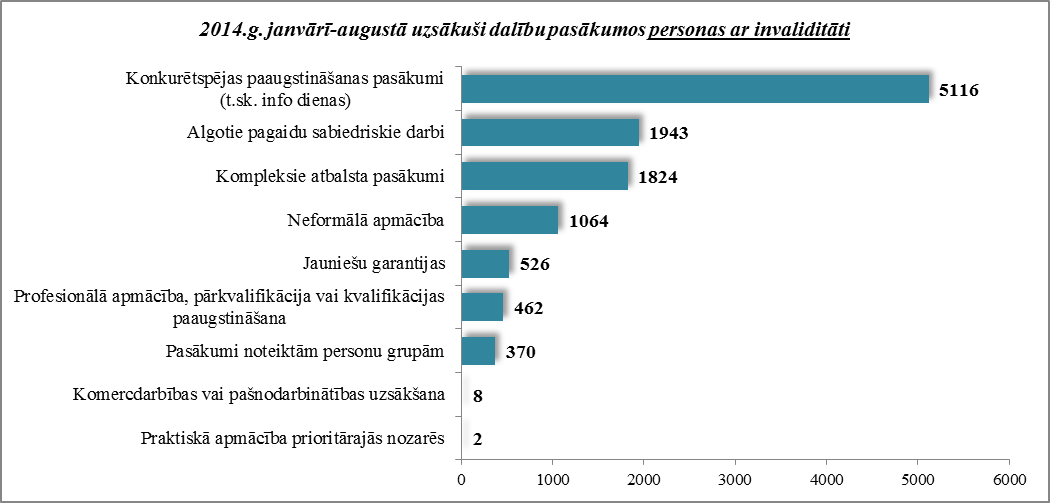 2014.g. janvārī-augustā uzsākuši dalību pasākumos personas ar invaliditāti
Konkurētspējas paaugstināšanas pasākumi
(t.sk. info dienas)
5116
Algotie pagaidu sabiedriskie darbi
1943
Kompleksie atbalsta pasākumi
1824
Neformālā apmācība
1064
Jauniešu garantijas
526
Profesionālā apmācība, pārkvalifikācija vai kvalifikācijas
paaugstināšana
462
Pasākumi noteiktām personu grupām
370
Komercdarbības vai pašnodarbinātības uzsākšana
8
Praktiskā apmācība prioritārajās nozarēs
2
0 1000 2000 3000 4000 5000 6000